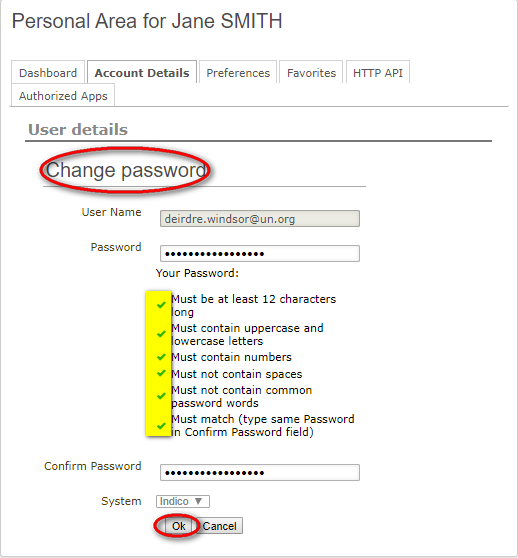 Personal Area for Jane SMITH
Dashboard Account Details Preferences Favorites HTTP API
Authorized Apps
User details
Change password
User Name deirdre.windsor@un.org
Password •••••••••••••••••
Your Password:
Must be at least 12 characters
long
Must contain uppercase and
lowercase letters
Must contain numbers
Must not contain spaces
Must not contain common
password words
Must match (type same Password
in Confirm Password field)
Confirm Password •••••••••••••••••
System Indico ▼
Ok Cancel